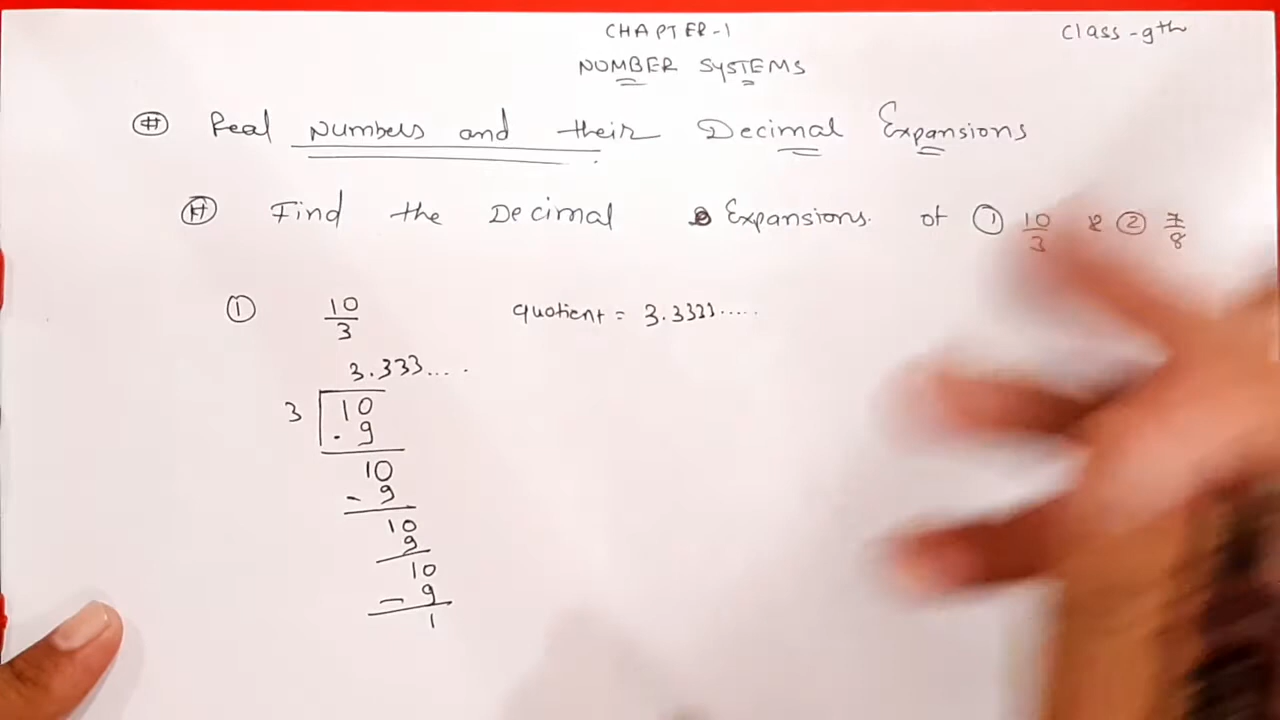 CHAPTER-1
Class-9th
NUMBER SYSTEMS
# Real Numbers and their Decimal Expansions
# Find the Decimal Expansions. of ① 10/3 & ② 7/8
① 10/3
quotient = 3.3333.....
3.333....
3 10
- 9
10
- 9
10
9
10
- 9
1